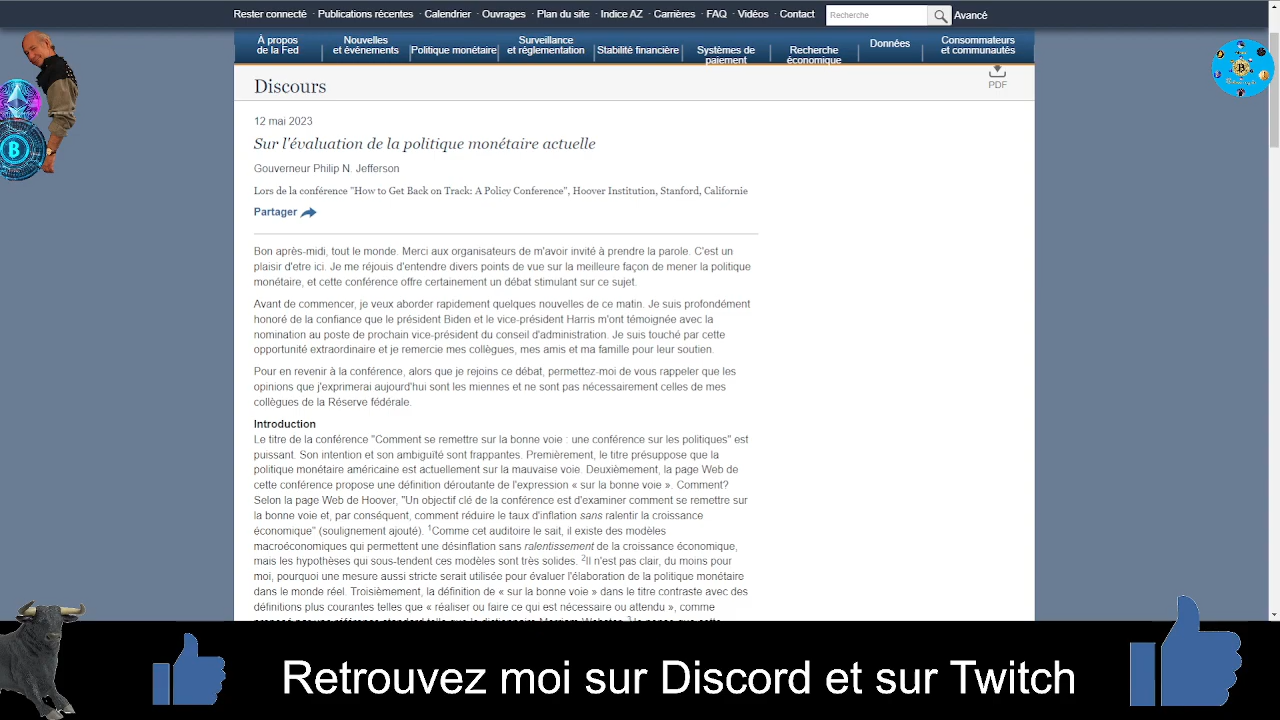 Rester connecté · Publications récentes · Calendrier · Ouvrages · Plan du site · Indice AZ · Carrières · FAQ · Vidéos · Contact Recherche Avancé
À propos de la Fed
Nouvelles et événements
Politique monétaire
Surveillance et réglementation
Stabilité financière
Systèmes de paiement
Recherche économique
Données
Consommateurs et communautés
Discours
PDF
12 mai 2023
Sur l'évaluation de la politique monétaire actuelle
Gouverneur Philip N. Jefferson
Lors de la conférence "How to Get Back on Track: A Policy Conference", Hoover Institution, Stanford, Californie
Partager
Bon après-midi, tout le monde. Merci aux organisateurs de m'avoir invité à prendre la parole. C'est un
plaisir d'etre ici. Je me réjouis d'entendre divers points de vue sur la meilleure façon de mener la politique
monétaire, et cette conférence offre certainement un débat stimulant sur ce sujet.
Avant de commencer, je veux aborder rapidement quelques nouvelles de ce matin. Je suis profondément
honoré de la confiance que le président Biden et le vice-président Harris m'ont témoignée avec la
nomination au poste de prochain vice-président du conseil d'administration. Je suis touché par cette
opportunité extraordinaire et je remercie mes collègues, mes amis et ma famille pour leur soutien.
Pour en revenir à la conférence, alors que je rejoins ce débat, permettez-moi de vous rappeler que les
opinions que j'exprimerai aujourd'hui sont les miennes et ne sont pas nécessairement celles de mes
collègues de la Réserve fédérale.
Introduction
Le titre de la conférence "Comment se remettre sur la bonne voie : une conférence sur les politiques" est
puissant. Son intention et son ambiguïté sont frappantes. Premièrement, le titre présuppose que la
politique monétaire américaine est actuellement sur la mauvaise voie. Deuxièmement, la page Web de
cette conférence propose une définition déroutante de l'expression « sur la bonne voie ». Comment?
Selon la page Web de Hoover, "Un objectif clé de la conférence est d'examiner comment se remettre sur
la bonne voie et, par conséquent, comment réduire le taux d'inflation sans ralentir la croissance
économique" (soulignement ajouté). 1Comme cet auditoire le sait, il existe des modèles
macroéconomiques qui permettent une désinflation sans ralentissement de la croissance économique,
mais les hypothèses qui sous-tendent ces modèles sont très solides. 2Il n'est pas clair, du moins pour
moi, pourquoi une mesure aussi stricte serait utilisée pour évaluer l'élaboration de la politique monétaire
dans le monde réel. Troisièmement, la définition de « sur la bonne voie » dans le titre contraste avec des
définitions plus courantes telles que « réaliser ou faire ce qui est nécessaire ou attendu », comme
Retrouvez moi sur Discord et sur Twitch